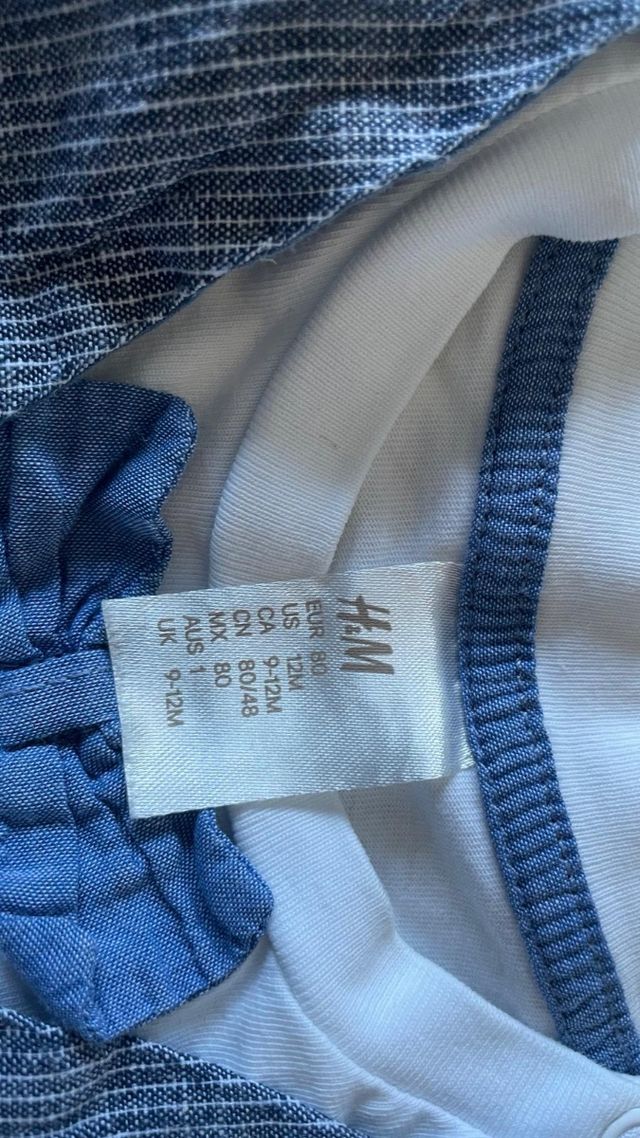 H&M
EUR 80
US 12M
CA 9-12M
CN 80/48
MX 80
AUS 1
UK 9-12M